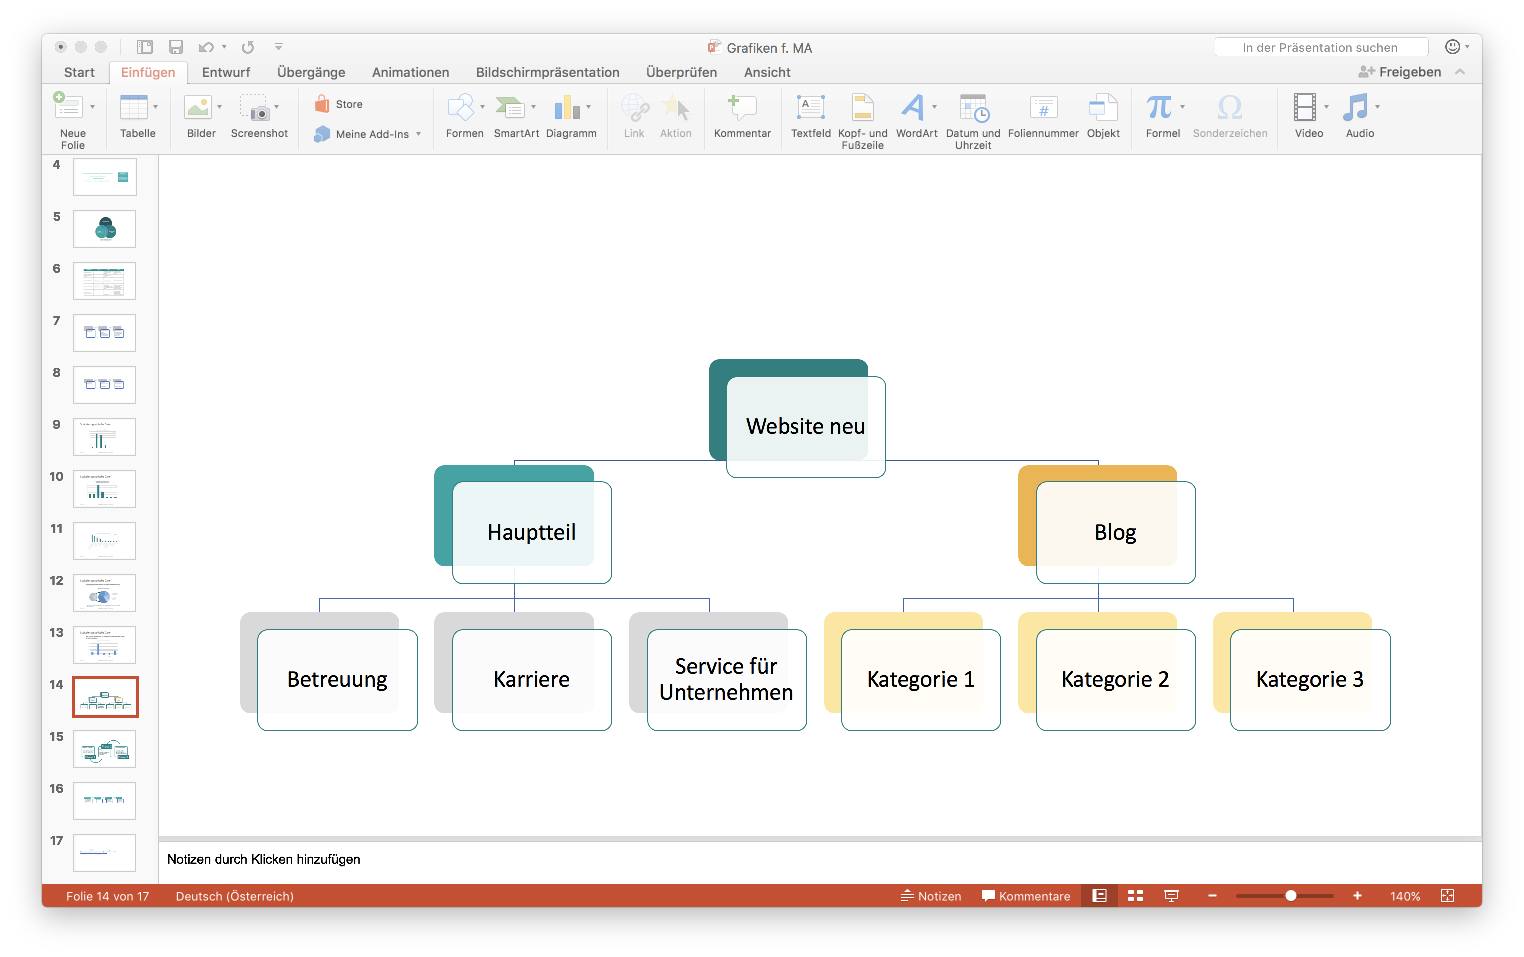 Grafiken f. MA
In der Präsentation suchen
Start Einfügen Entwurf Übergänge Animationen Bildschirmpräsentation Überprüfen Ansicht Freigeben
Neue Folie
Tabelle
Bilder
Screenshot
Store
Meine Add-Ins
Formen
SmartArt
Diagramm
Link
Aktion
Kommentar
Textfeld
Kopf- und Fußzeile
WordArt
Datum und Uhrzeit
Foliennummer
Objekt
Formel
Sonderzeichen
Video
Audio
4
5
6
7
8
9
10
11
12
13
14
15
16
17
Website neu
Hauptteil
Blog
Betreuung
Karriere
Service für
Unternehmen
Kategorie 1
Kategorie 2
Kategorie 3
Notizen durch Klicken hinzufügen
Folie 14 von 17 Deutsch (Österreich) Notizen Kommentare 140%